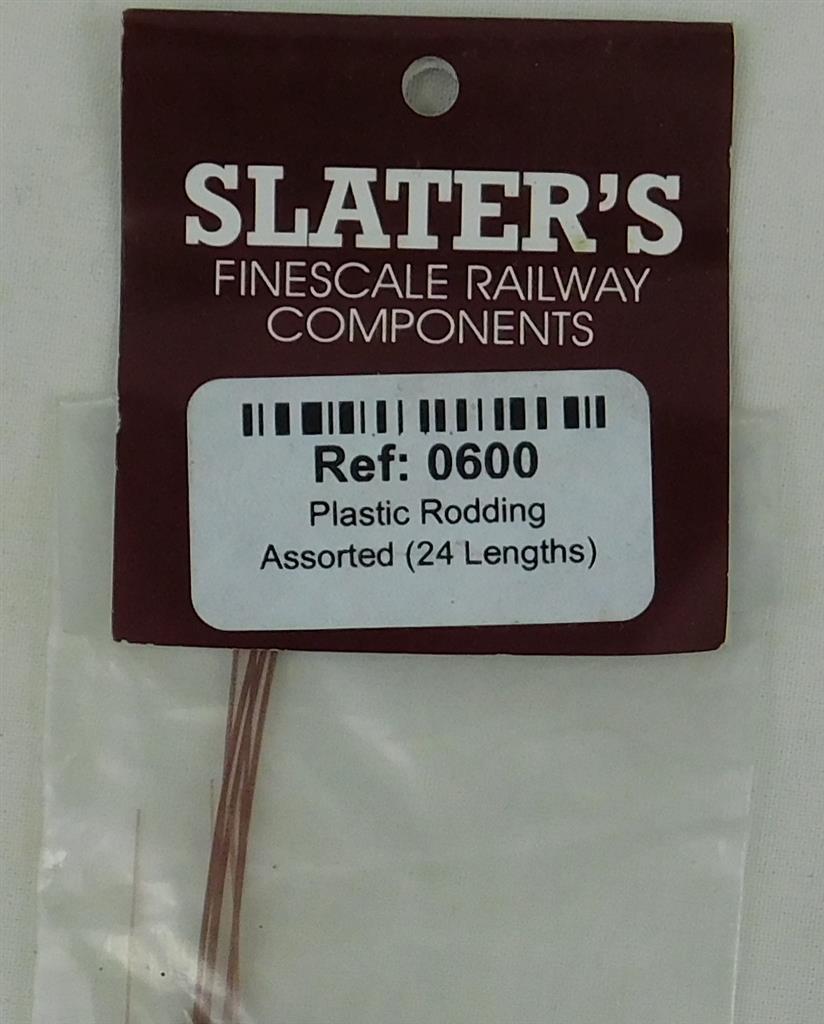 SLATER'S
FINESCALE RAILWAY
COMPONENTS
Ref: 0600
Plastic Rodding
Assorted (24 Lengths)